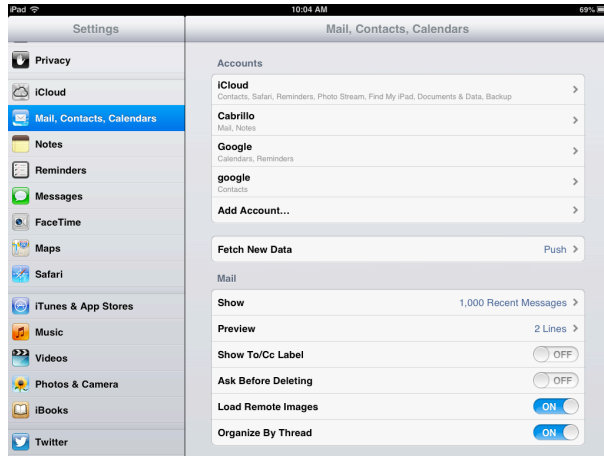 iPad 10:04 AM 69%
Settings
Privacy
iCloud
Mail, Contacts, Calendars
Notes
Reminders
Messages
FaceTime
Maps
Safari
iTunes & App Stores
Music
Videos
Photos & Camera
iBooks
Twitter
Mail, Contacts, Calendars
Accounts
iCloud
Contacts, Safari, Reminders, Photo Stream, Find My iPad, Documents & Data, Backup
Cabrillo
Mail, Notes
Google
Calendars, Reminders
google
Contacts
Add Account...
Fetch New Data Push
Mail
Show 1,000 Recent Messages
Preview 2 Lines
Show To/Cc Label OFF
Ask Before Deleting OFF
Load Remote Images ON
Organize By Thread ON